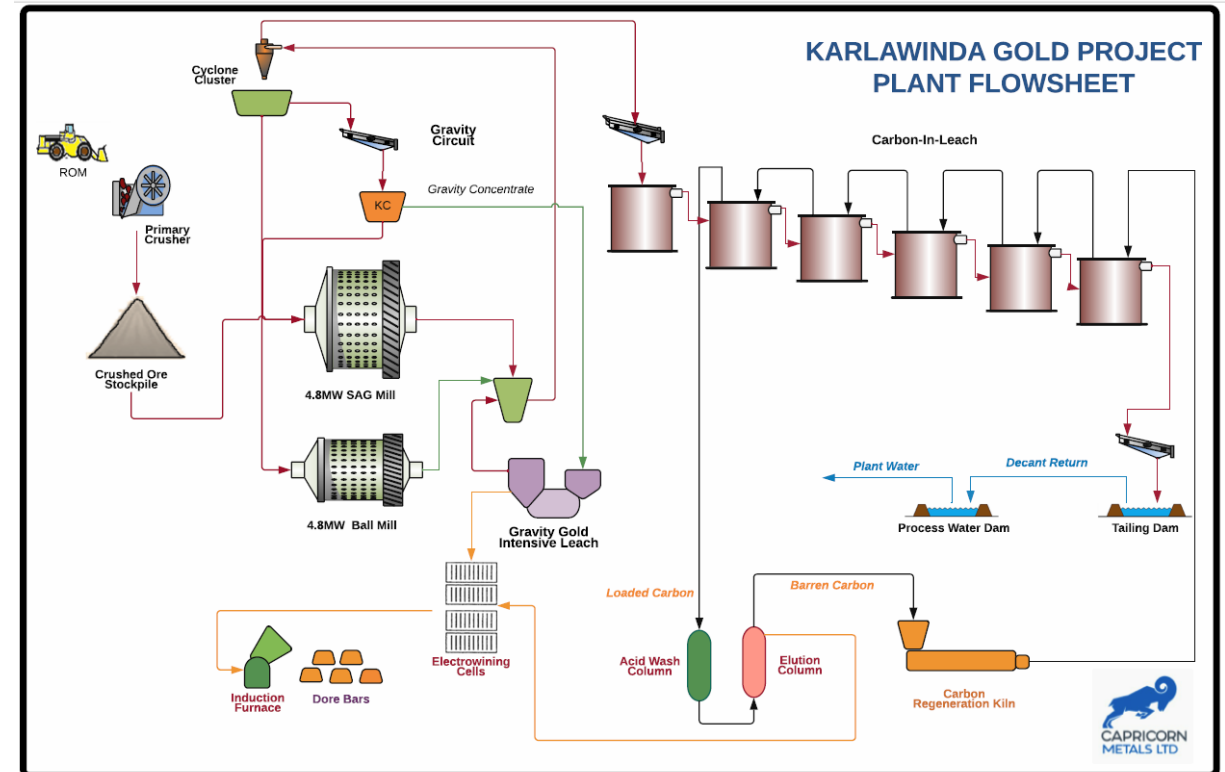 KARLAWINDA GOLD PROJECT
PLANT FLOWSHEET
Cyclone
Cluster
Gravity
Circuit
Carbon-In-Leach
ROM
Gravity Concentrate
KC
Primary
Crusher
Crushed Ore
Stockpile
4.8MW SAG Mill
Plant Water
Decant Return
4.8MW Ball Mill
Process Water Dam
Tailing Dam
Gravity Gold
Intensive Leach
Loaded Carbon
Barren Carbon
Electrowining
Cells
Acid Wash
Column
Elution
Column
Induction
Furnace
Dore Bars
Carbon
Regeneration Kiln
CAPRICORN
METALS LTD